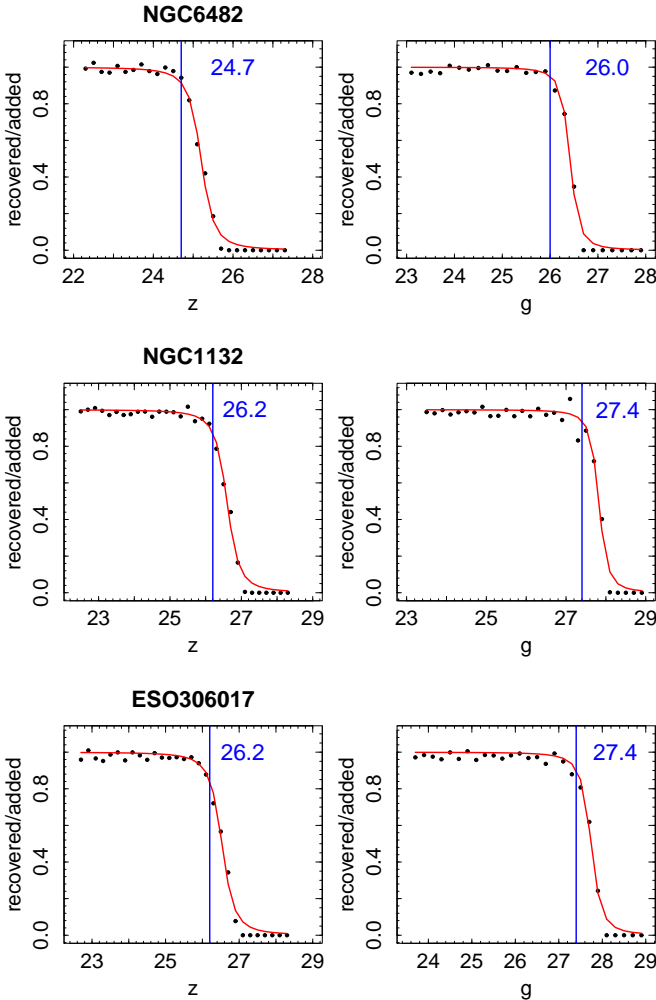 NGC6482
24.7
recovered/added
0.0 0.4 0.8
22 24 26 28
z
26.0
recovered/added
0.0 0.4 0.8
23 24 25 26 27 28
g
NGC1132
26.2
recovered/added
0.0 0.4 0.8
23 25 27 29
z
27.4
recovered/added
0.0 0.4 0.8
23 24 25 26 27 28 29
g
ESO306017
26.2
recovered/added
0.0 0.4 0.8
23 25 27 29
z
27.4
recovered/added
0.0 0.4 0.8
24 25 26 27 28 29
g